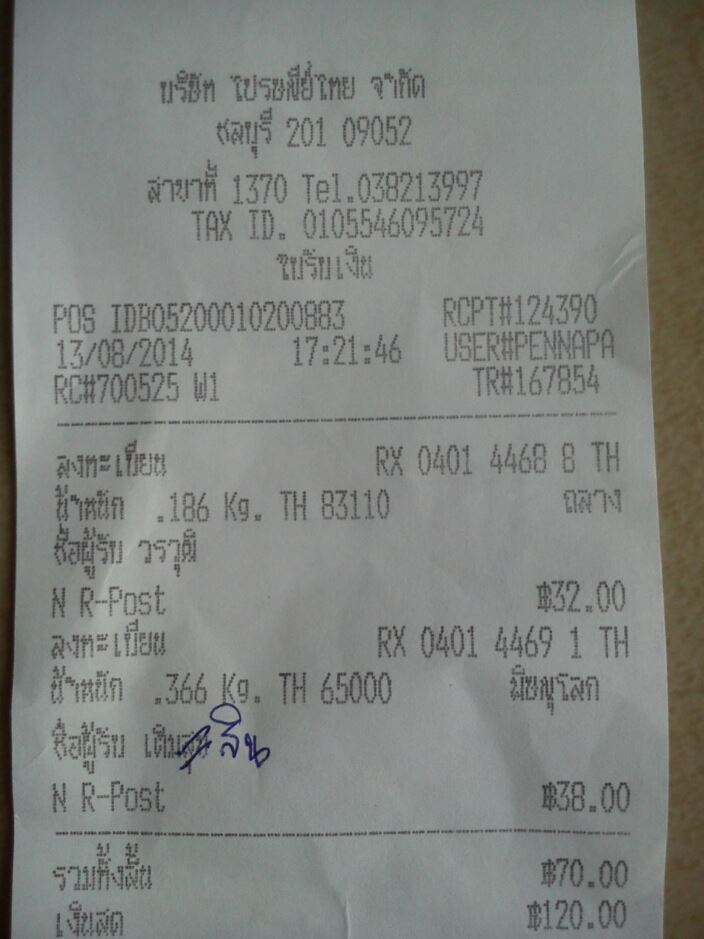 บริษัท ไปรษณีย์ไทย จำกัด
ชลบุรี 201 09052
สาขาที่ 1370 Tel.038213997
TAX ID. 0105546095724
ใบรับเงิน
POS IDB05200010200883 RCPT#124390
13/08/2014 17:21:46 USER#PENNAPA
RC#700525 W1 TR#167854
ลงทะเบียน RX 0401 4468 8 TH
น้ำหนัก .186 Kg. TH 83110 ถลาง
ชื่อผู้รับ วรวุฒิ
N R-Post ฿32.00
ลงทะเบียน RX 0401 4469 1 TH
น้ำหนัก .366 Kg. TH 65000 พิษณุโลก
ชื่อผู้รับ สิน
N R-Post ฿38.00
รวมทั้งสิ้น ฿70.00
เงินสด ฿120.00